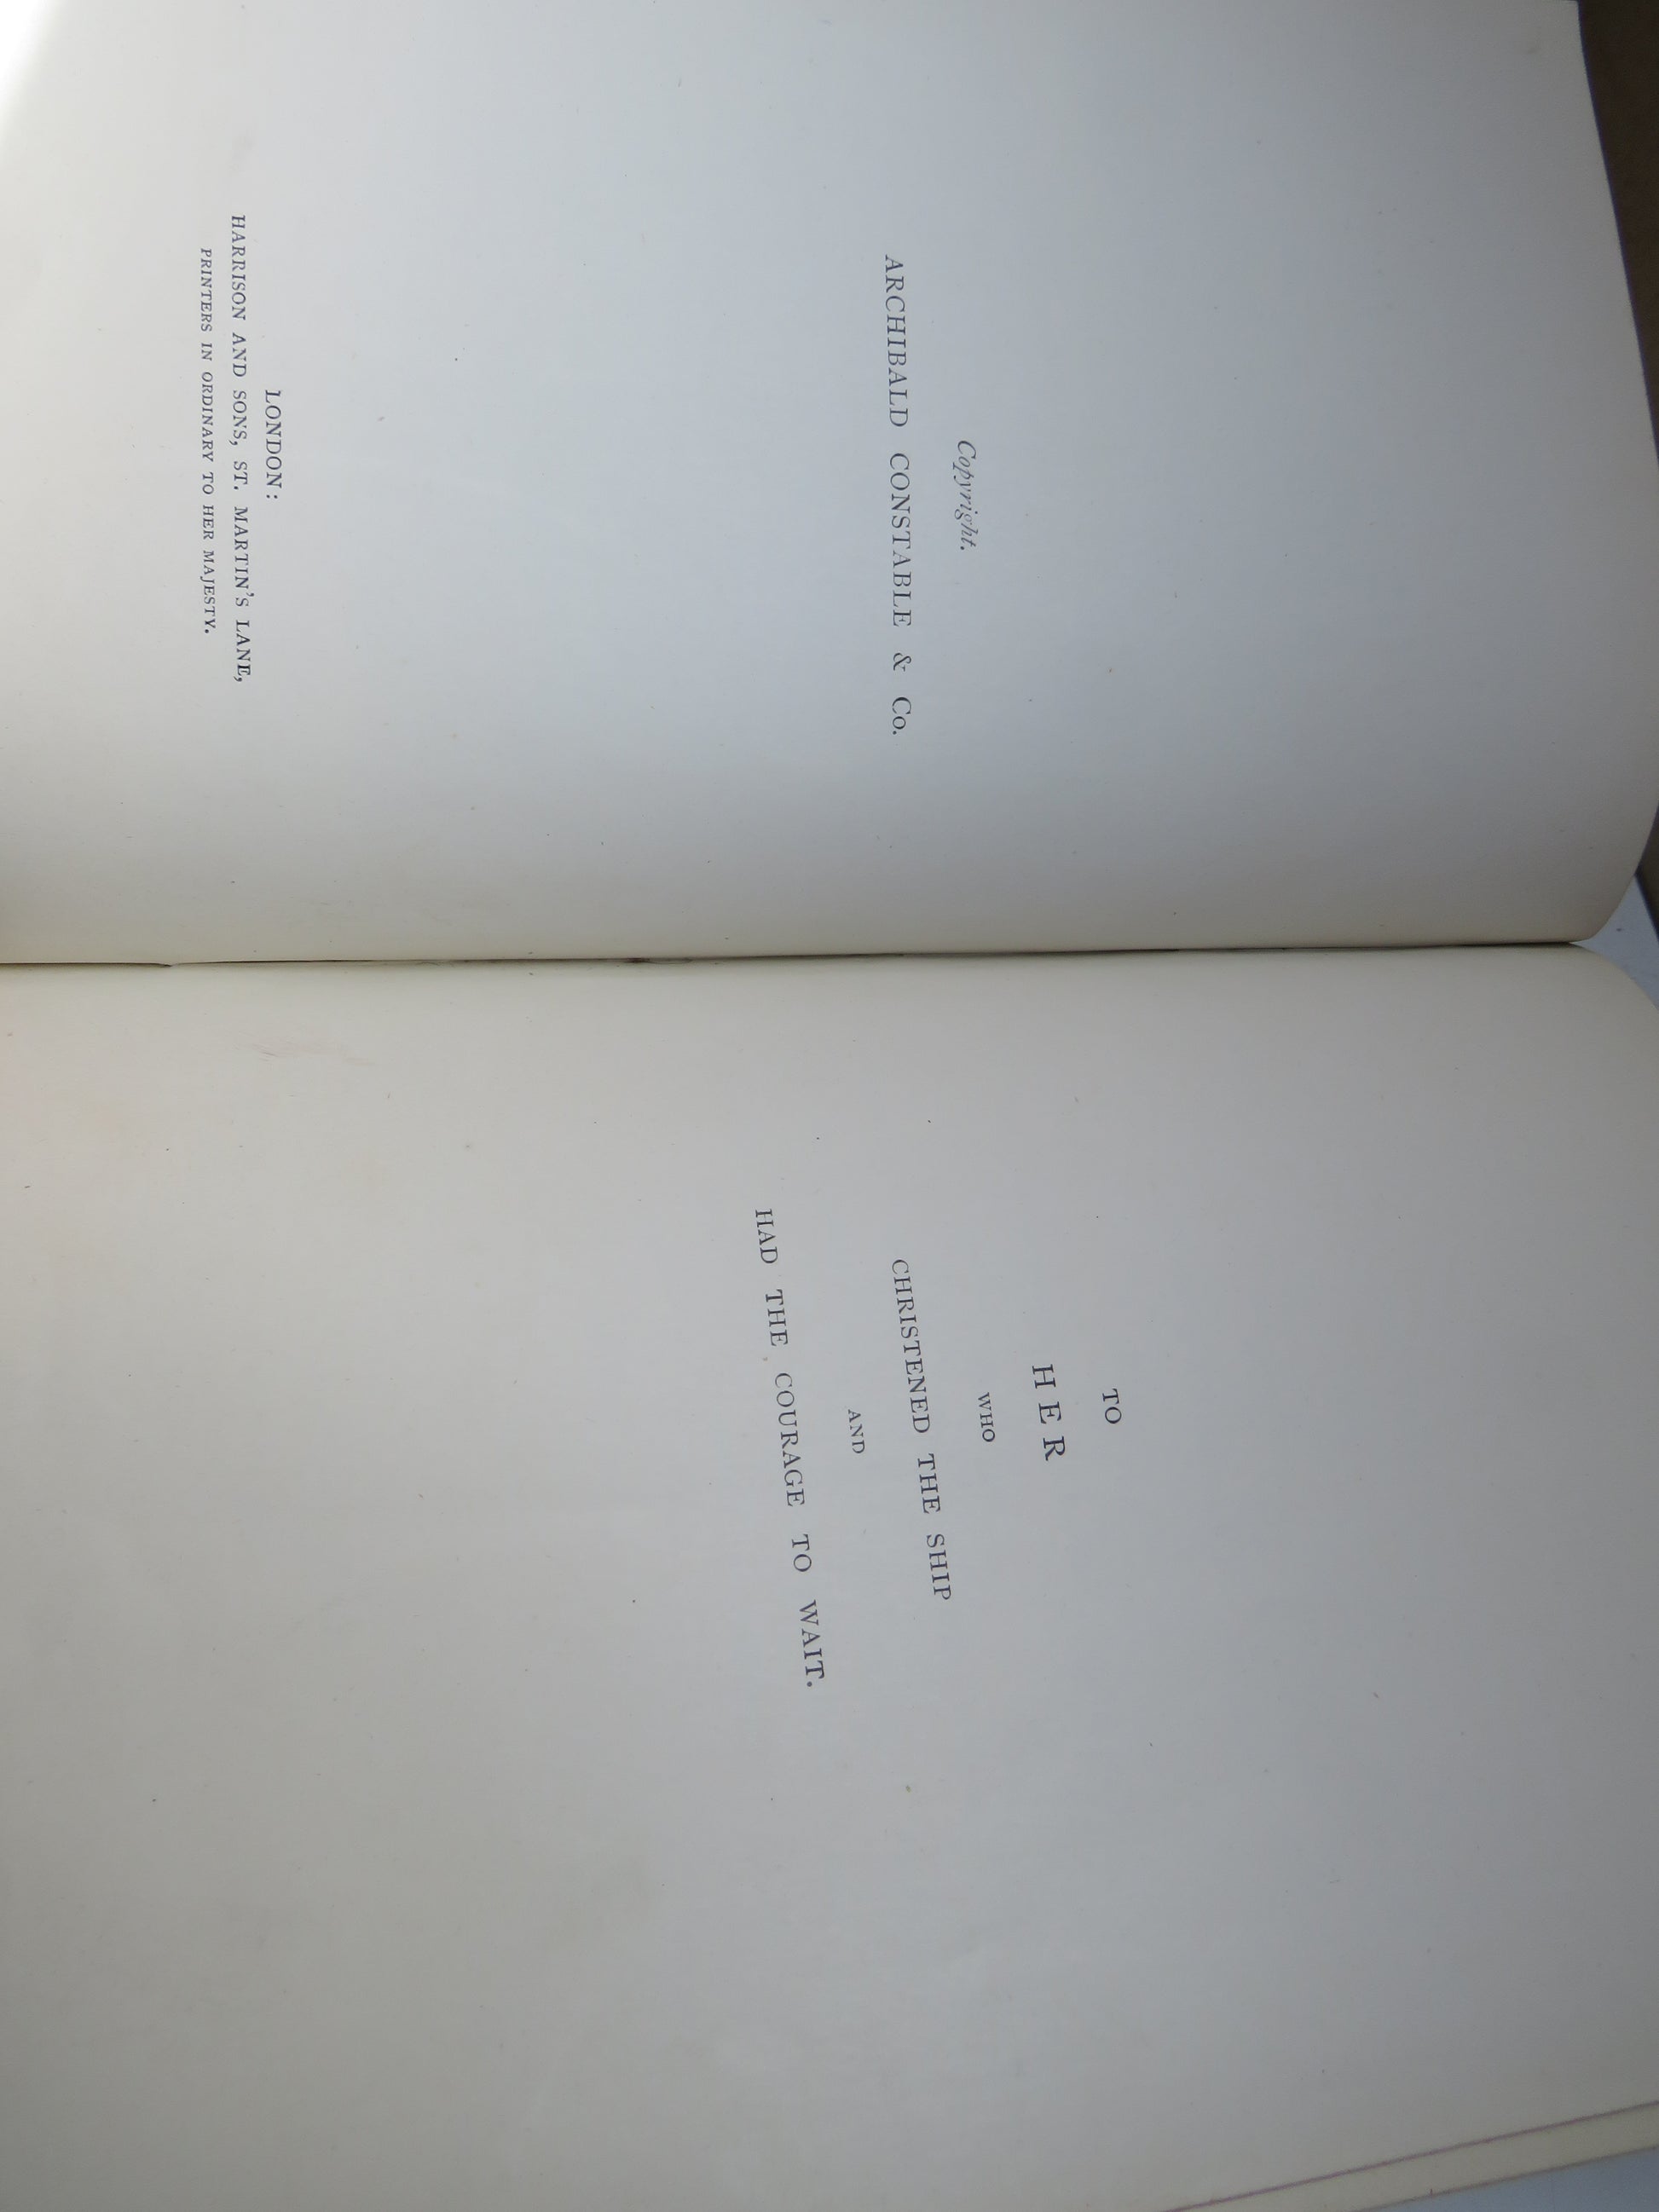 Copyright.
ARCHIBALD CONSTABLE & Co.
LONDON:
HARRISON AND SONS, ST. MARTIN'S LANE,
PRINTERS IN ORDINARY TO HER MAJESTY.
TO
HER
WHO
CHRISTENED THE SHIP
AND
HAD THE COURAGE TO WAIT.